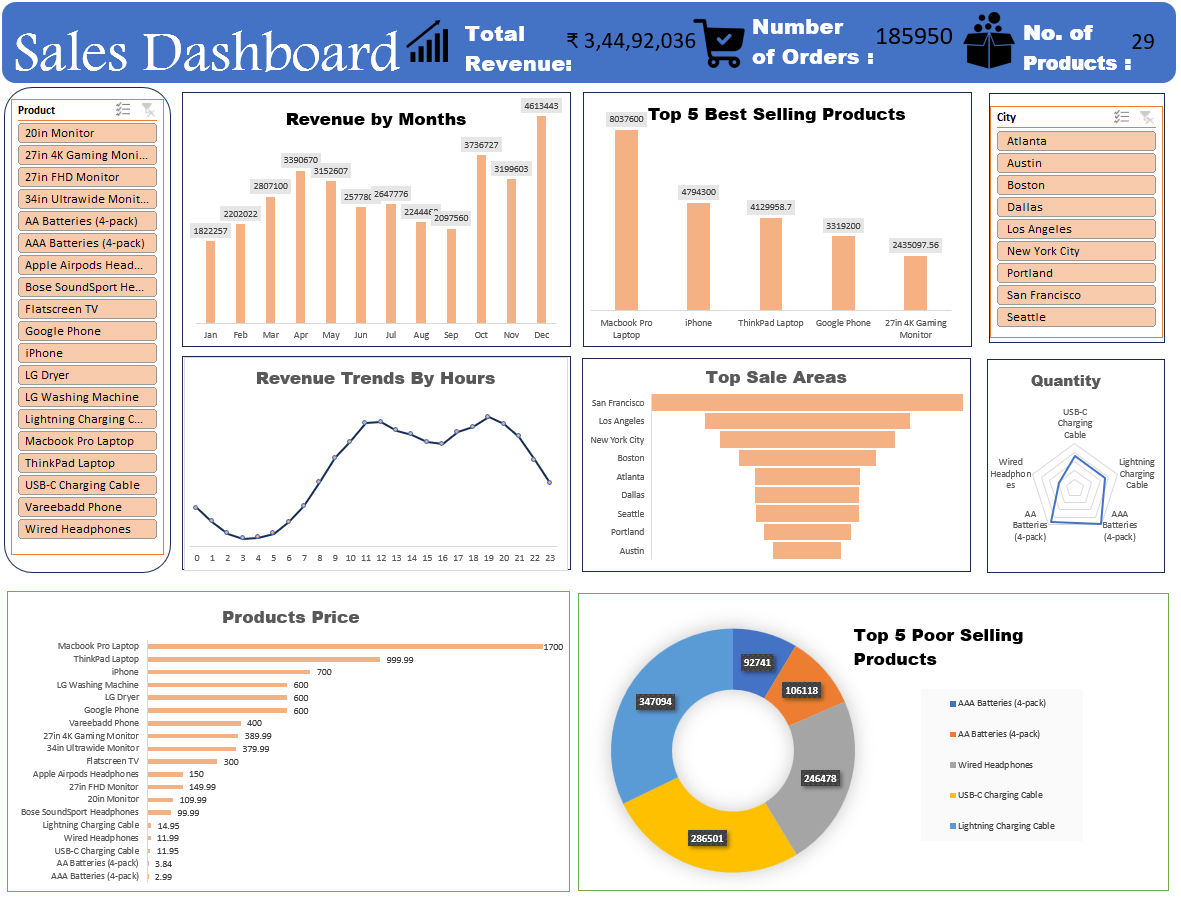 Sales Dashboard
Total
Revenue:
₹ 3,44,92,036
Number
of Orders :
185950
No. of
Products :
29
Product
20in Monitor
27in 4K Gaming Moni...
27in FHD Monitor
34in Ultrawide Monit...
AA Batteries (4-pack)
AAA Batteries (4-pack)
Apple Airpods Head...
Bose SoundSport He...
Flatscreen TV
Google Phone
iPhone
LG Dryer
LG Washing Machine
Lightning Charging C...
Macbook Pro Laptop
ThinkPad Laptop
USB-C Charging Cable
Vareebadd Phone
Wired Headphones
Revenue by Months
1822257
2202022
2807100
3390670
3152607
2647776
2097560
3736727
3199603
4613443
Jan Feb Mar Apr May Jun Jul Aug Sep Oct Nov Dec
Top 5 Best Selling Products
8037600
4794300
4129958.7
3319200
2435097.56
Macbook Pro
Laptop
iPhone
ThinkPad Laptop
Google Phone
27in 4K Gaming
Monitor
City
Atlanta
Austin
Boston
Dallas
Los Angeles
New York City
Portland
San Francisco
Seattle
Revenue Trends By Hours
0 1 2 3 4 5 6 7 8 9 10 11 12 13 14 15 16 17 18 19 20 21 22 23
Top Sale Areas
San Francisco
Los Angeles
New York City
Boston
Atlanta
Dallas
Seattle
Portland
Austin
Quantity
USB-C
Charging
Cable
Lightning
Charging
Cable
AAA
Batteries
(4-pack)
AA
Batteries
(4-pack)
Wired
Headphon
es
Products Price
Macbook Pro Laptop 1700
ThinkPad Laptop 999.99
iPhone 700
LG Washing Machine 600
LG Dryer 600
Google Phone 600
Vareebadd Phone 400
27in 4K Gaming Monitor 389.99
34in Ultrawide Monitor 379.99
Flatscreen TV 300
Apple Airpods Headphones 150
27in FHD Monitor 149.99
20in Monitor 109.99
Bose SoundSport Headphones 99.99
Lightning Charging Cable 14.95
Wired Headphones 11.99
USB-C Charging Cable 11.95
AA Batteries (4-pack) 3.84
AAA Batteries (4-pack) 2.99
Top 5 Poor Selling
Products
92741
106118
246478
286501
347094
AAA Batteries (4-pack)
AA Batteries (4-pack)
Wired Headphones
USB-C Charging Cable
Lightning Charging Cable